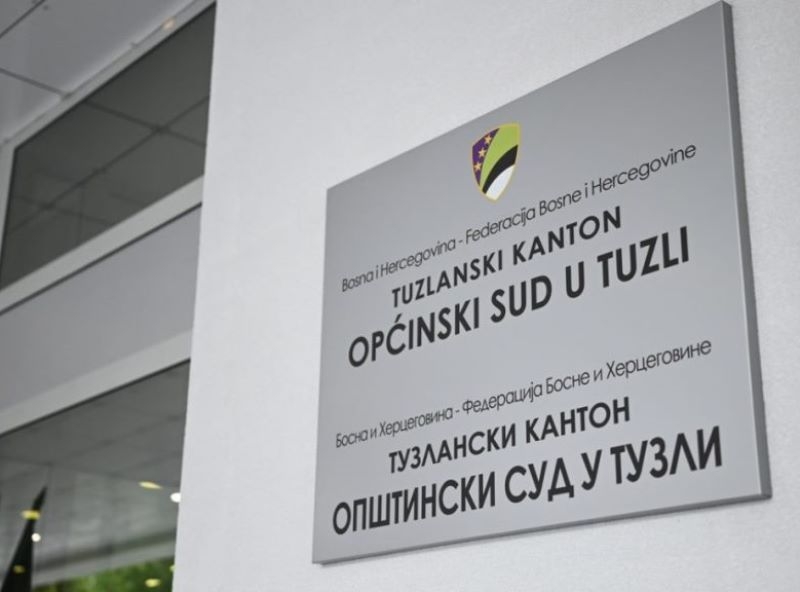 Bosna i Hercegovina - Federacija Bosne i Hercegovine
TUZLANSKI KANTON
OPĆINSKI SUD U TUZLI
Босна и Херцеговина - Федерација Босне и Херцеговине
ТУЗЛАНСКИ КАНТОН
ОПШТИНСКИ СУД У ТУЗЛИ